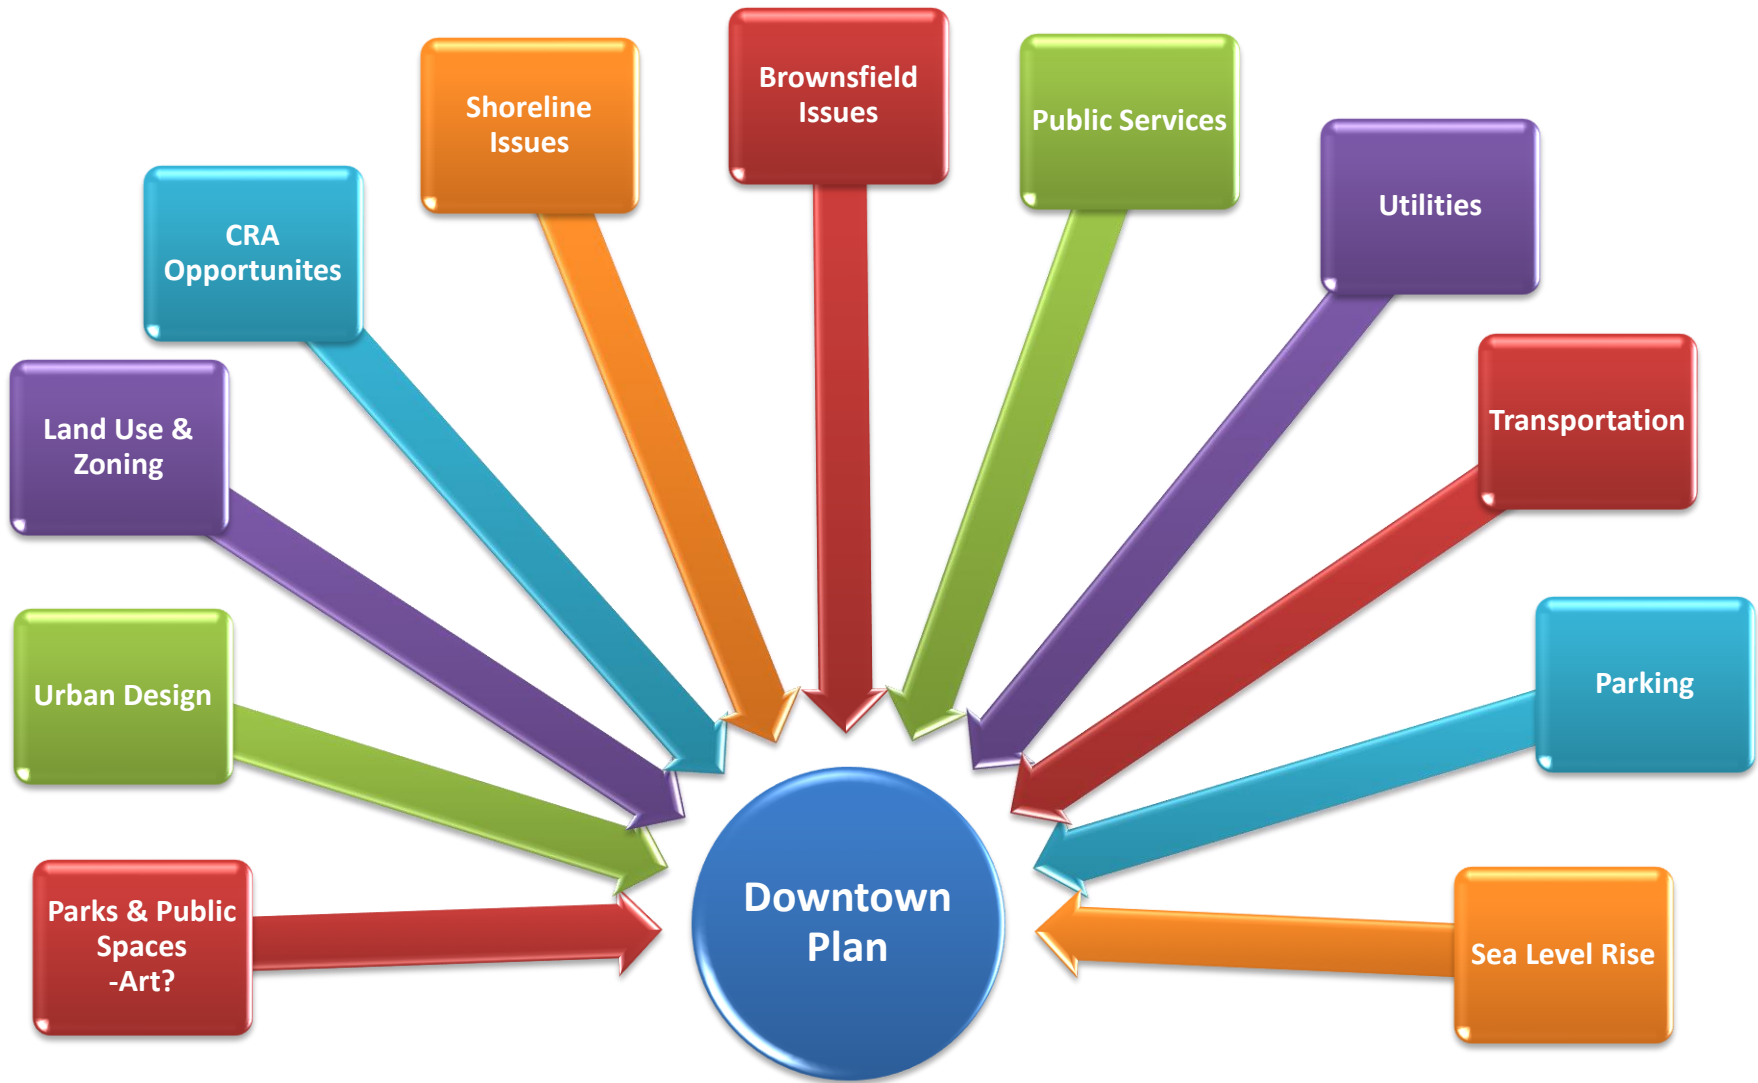 Brownsfield
Issues
Shoreline
Issues
Public Services
CRA
Opportunites
Utilities
Land Use &
Zoning
Transportation
Urban Design
Parking
Parks & Public
Spaces
-Art?
Downtown
Plan
Sea Level Rise